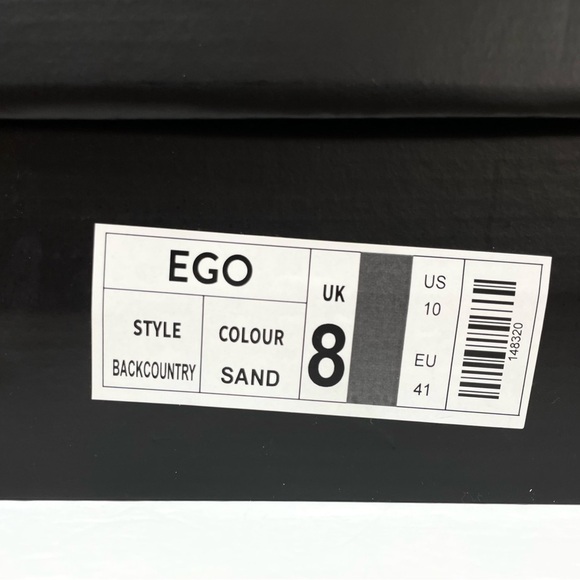 EGO
STYLE
BACKCOUNTRY
COLOUR
SAND
UK
8
US
10
EU
41
148320